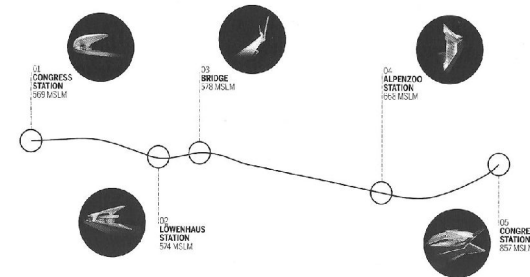 01
CONGRESS
STATION
569 MSLM
02
LÖWENHAUS
STATION
574 MSLM
03
BRIDGE
578 MSLM
04
ALPENZOO
STATION
668 MSLM
05
CONGRE
STATION
857 MSLM